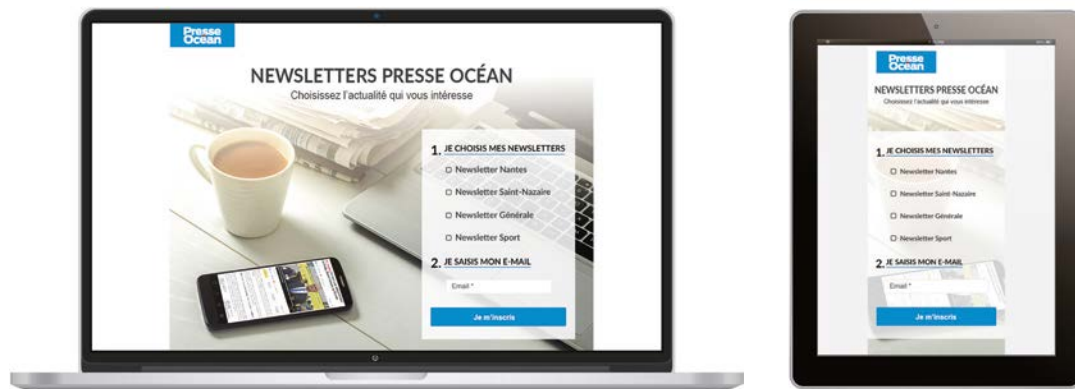 Presse
Océan
NEWSLETTERS PRESSE OCÉAN
Choisissez l'actualité qui vous intéresse
1. JE CHOISIS MES NEWSLETTERS
Newsletter Nantes
Newsletter Saint-Nazaire
Newsletter Générale
Newsletter Sport
2. JE SAISIS MON E-MAIL
Email *
Je m'inscris
Presse
Océan
NEWSLETTERS PRESSE OCÉAN
Choisissez l'actualité qui vous intéresse
1. JE CHOISIS MES NEWSLETTERS
Newsletter Nantes
Newsletter Saint-Nazaire
Newsletter Générale
Newsletter Sport
2. JE SAISIS MON E-MAIL
Email *
Je m'inscris